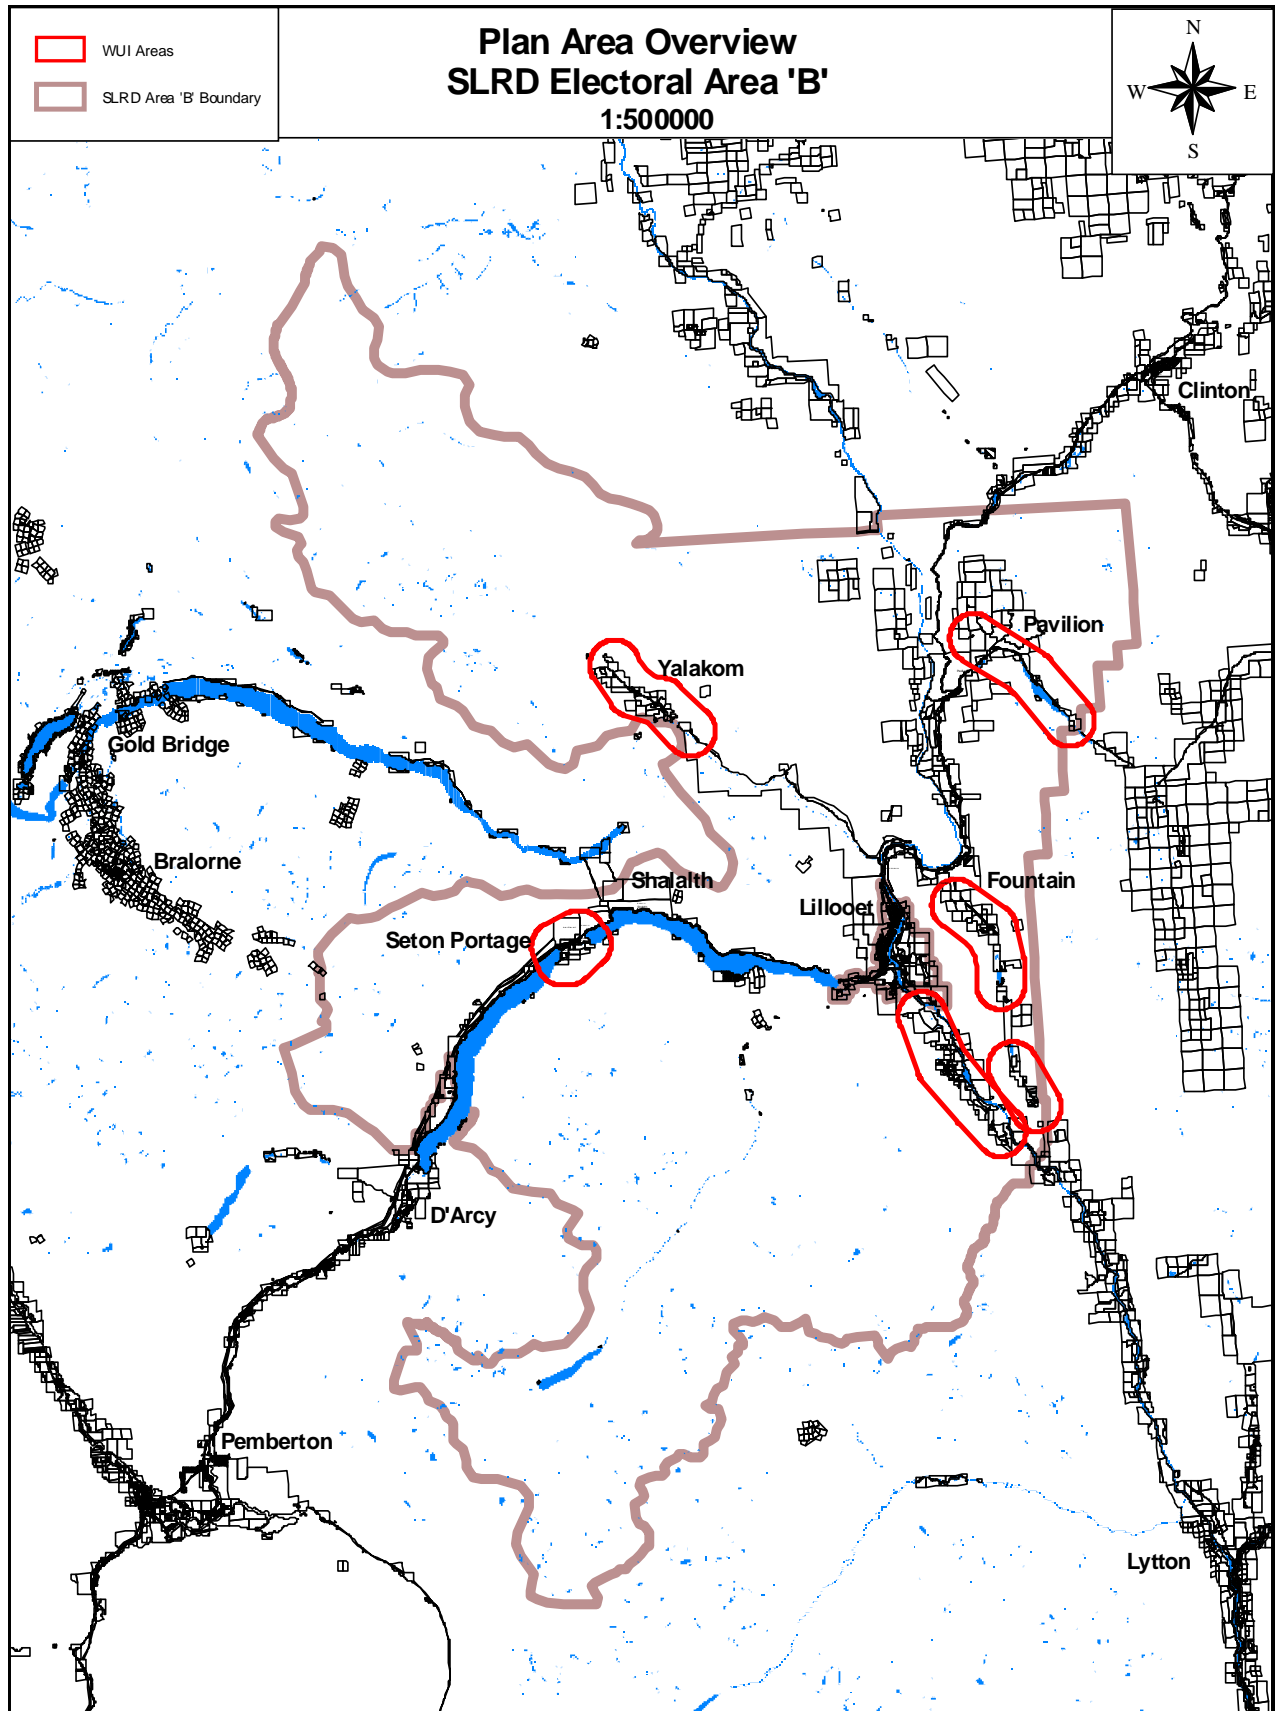 WUI Areas
SLRD Area 'B' Boundary
Plan Area Overview
SLRD Electoral Area 'B'
1:500000
N
W
E
S
Clinton
Pavilion
Yalakom
Gold Bridge
Bralorne
Shalalth
Fountain
Lillooet
Seton Portage
D'Arcy
Pemberton
Lytton